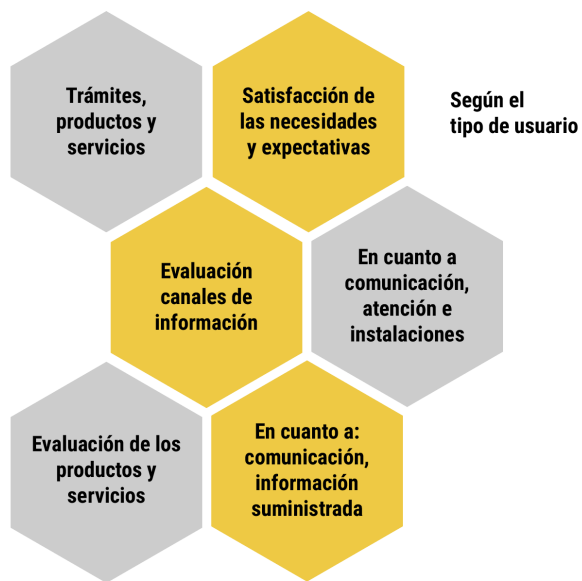 Trámites,
productos y
servicios
Satisfacción de
las necesidades
y expectativas
Según el
tipo de usuario
Evaluación
canales de
información
En cuanto a
comunicación,
atención e
instalaciones
Evaluación de los
productos y
servicios
En cuanto a:
comunicación,
información
suministrada